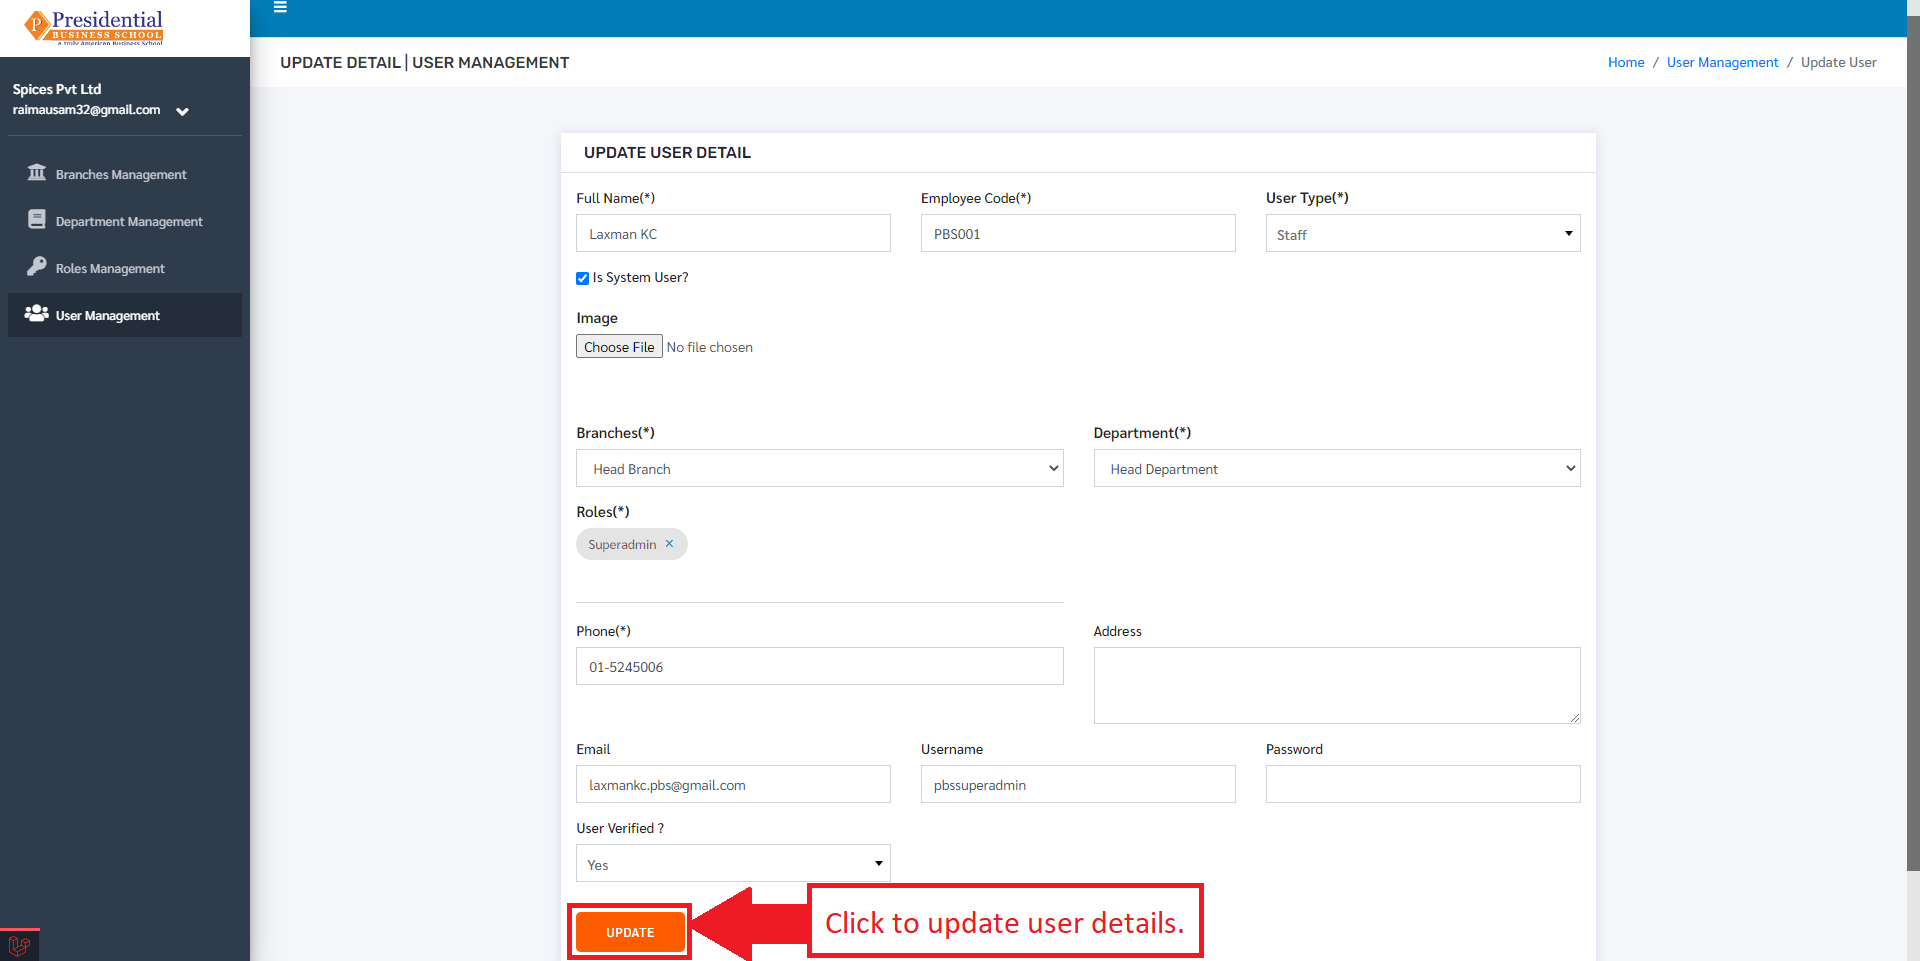 P Presidential
BUSINESS SCHOOL
a truly American Business School
Spices Pvt Ltd
raimausam32@gmail.com
Branches Management
Department Management
Roles Management
User Management
UPDATE DETAIL | USER MANAGEMENT
Home / User Management / Update User
UPDATE USER DETAIL
Full Name(*) Employee Code(*) User Type(*)
Laxman KC PBS001 Staff
Is System User?
Image
Choose File No file chosen
Branches(*) Department(*)
Head Branch Head Department
Roles(*)
Superadmin ×
Phone(*) Address
01-5245006
Email Username Password
laxmankc.pbs@gmail.com pbssuperadmin
User Verified ?
Yes
UPDATE Click to update user details.